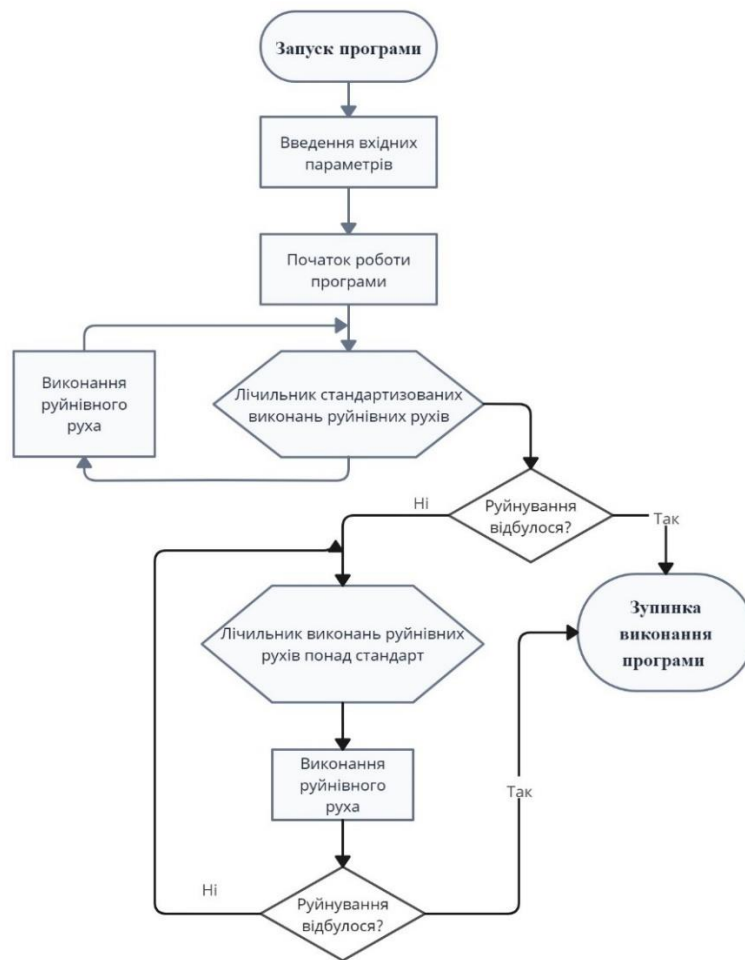 Запуск програми
Введення вхідних
параметрів
Початок роботи
програми
Виконання
руйнівного
руха
Лічильник стандартизованих
виконань руйнівних рухів
Руйнування
відбулося?
Ні
Так
Лічильник виконань руйнівних
рухів понад стандарт
Зупинка
виконання
програми
Виконання
руйнівного
руха
Так
Ні
Руйнування
відбулося?